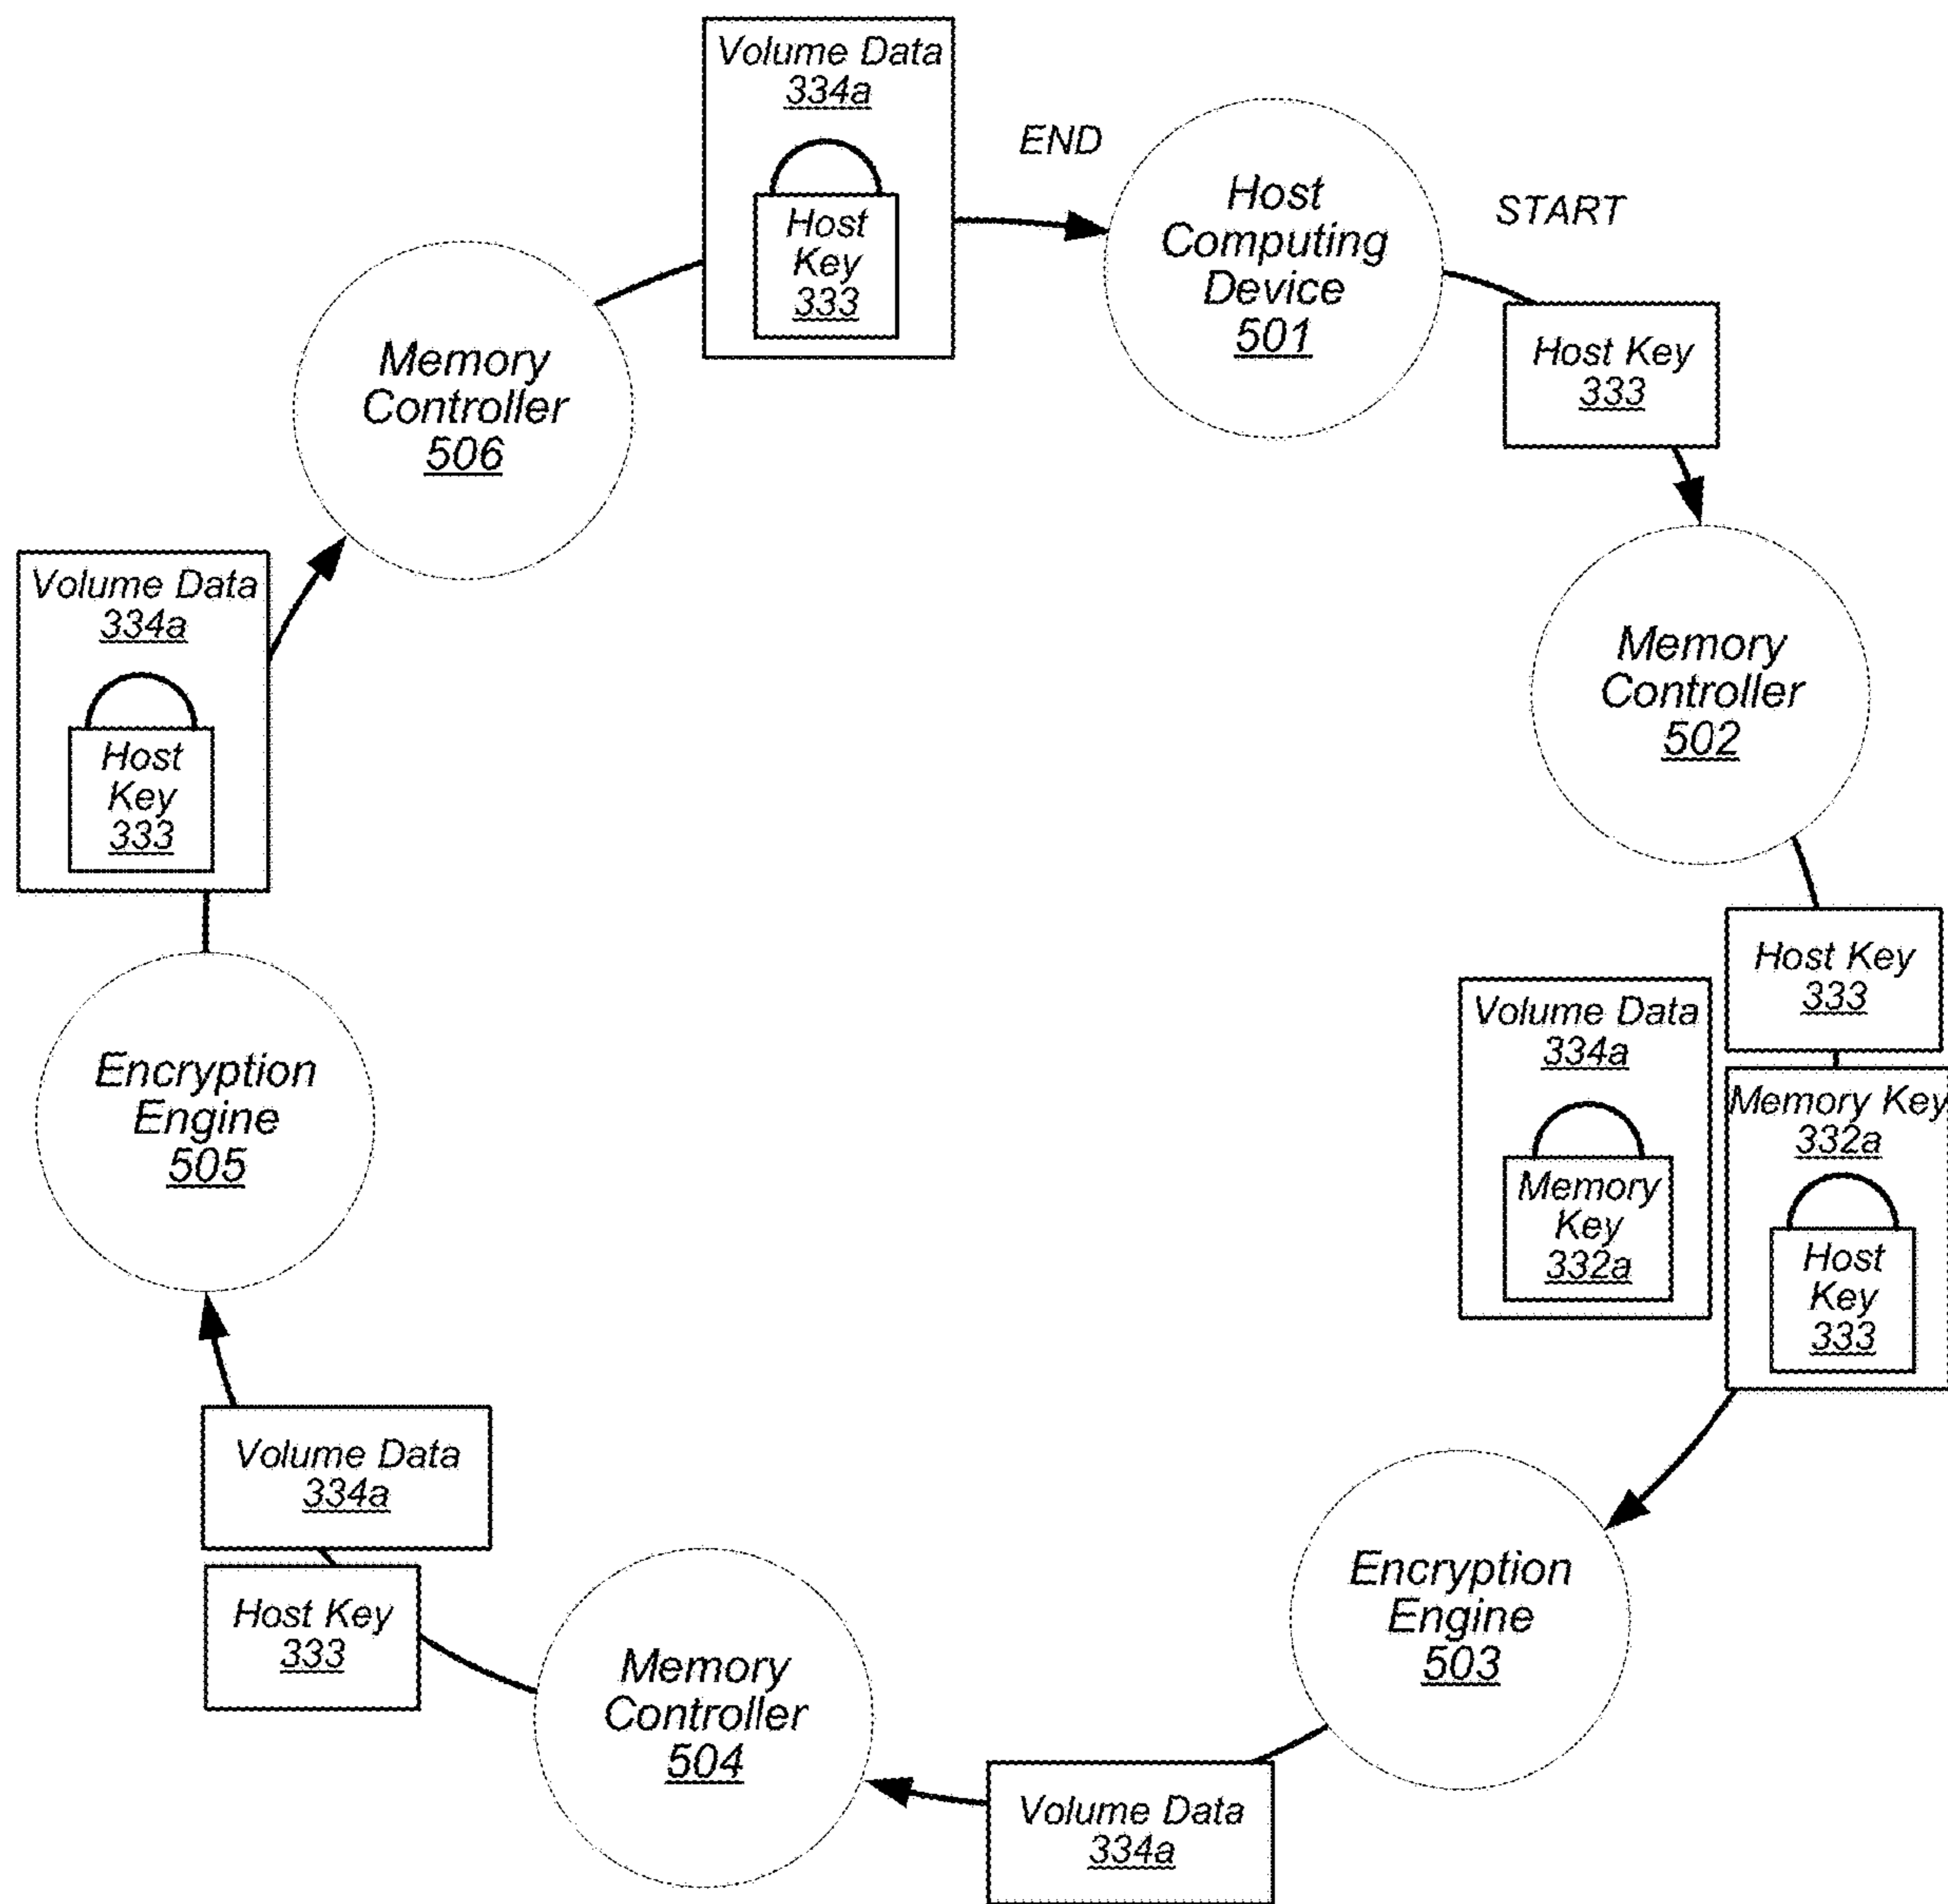 Volume Data
334a
Host
Key
333
END
Host
Computing
Device
501
START
Host Key
333
Memory
Controller
506
Memory
Controller
502
Volume Data
334a
Host
Key
333
Host Key
333
Volume Data
334a
Memory
Key
332a
Memory Key
332a
Host
Key
333
Encryption
Engine
505
Encryption
Engine
503
Volume Data
334a
Host Key
333
Memory
Controller
504
Volume Data
334a